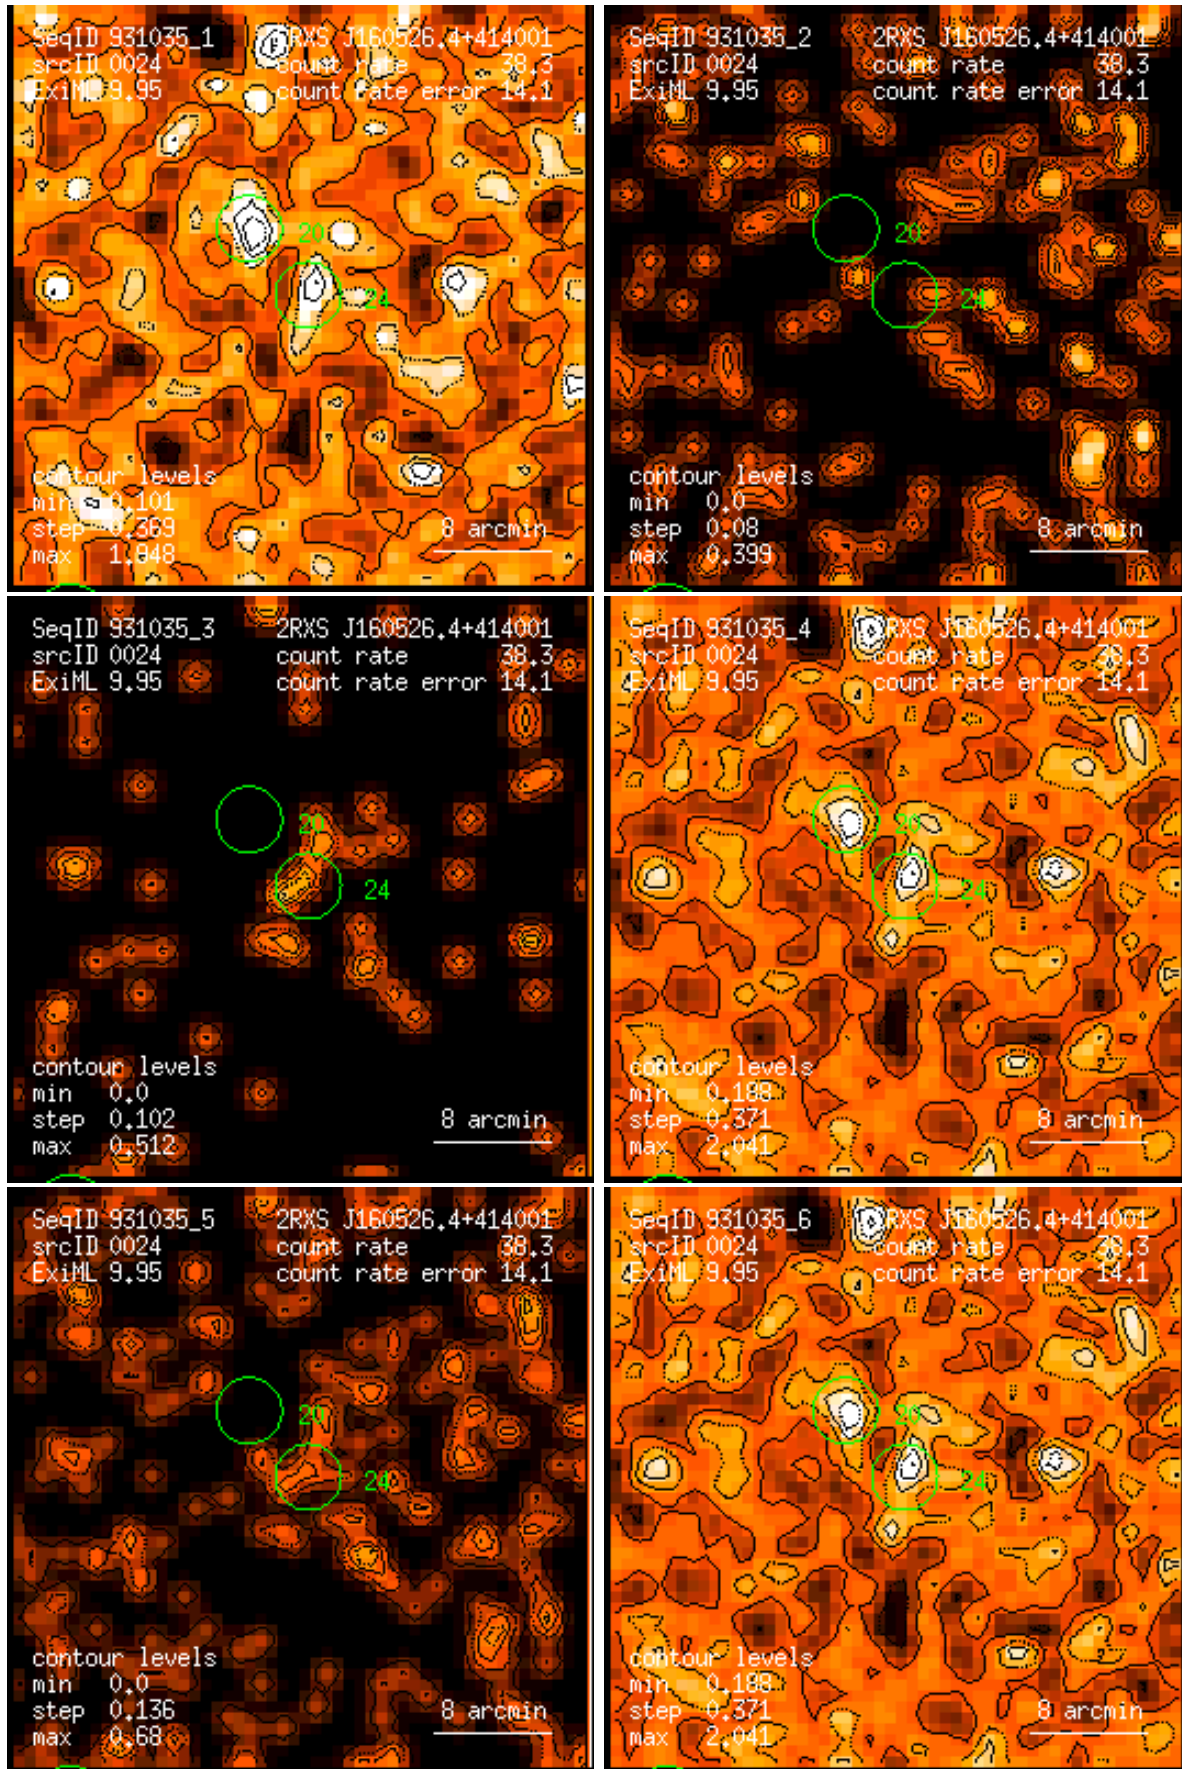 SeqID 931035_1 2RXS J160526.4+414001
srcID 0024 count rate 38.3
ExiML 9.95 count rate error 14.1
20
24
contour levels
min 0.101
step 0.369
max 1.948
8 arcmin
SeqID 931035_2 2RXS J160526.4+414001
srcID 0024 count rate 38.3
ExiML 9.95 count rate error 14.1
20
24
contour levels
min 0.0
step 0.08
max 0.399
8 arcmin
SeqID 931035_3 2RXS J160526.4+414001
srcID 0024 count rate 38.3
ExiML 9.95 count rate error 14.1
20
24
contour levels
min 0.0
step 0.102
max 0.512
8 arcmin
SeqID 931035_4 2RXS J160526.4+414001
srcID 0024 count rate 38.3
ExiML 9.95 count rate error 14.1
20
24
contour levels
min 0.188
step 0.371
max 2.041
8 arcmin
SeqID 931035_5 2RXS J160526.4+414001
srcID 0024 count rate 38.3
ExiML 9.95 count rate error 14.1
20
24
contour levels
min 0.0
step 0.136
max 0.68
8 arcmin
SeqID 931035_6 2RXS J160526.4+414001
srcID 0024 count rate 38.3
ExiML 9.95 count rate error 14.1
20
24
contour levels
min 0.188
step 0.371
max 2.041
8 arcmin